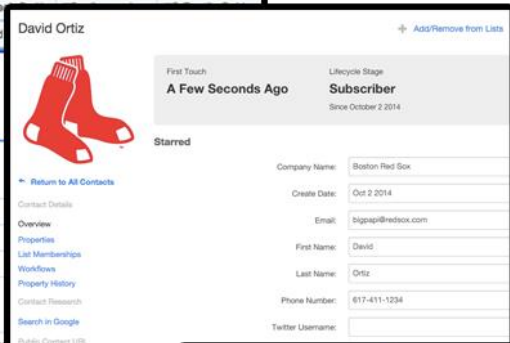 David Ortiz
Add/Remove from Lists
First Touch
Lifecycle Stage
A Few Seconds Ago
Subscriber
Since October 2 2014
Starred
Company Name: Boston Red Sox
Return to All Contacts
Create Date: Oct 2 2014
Contact Details
Email: bigpapi@redsox.com
Overview
Properties
First Name: David
List Memberships
Workflows
Last Name: Ortiz
Property History
Contact Research
Phone Number: 617-411-1234
Search in Google
Twitter Username:
Public Contact URL